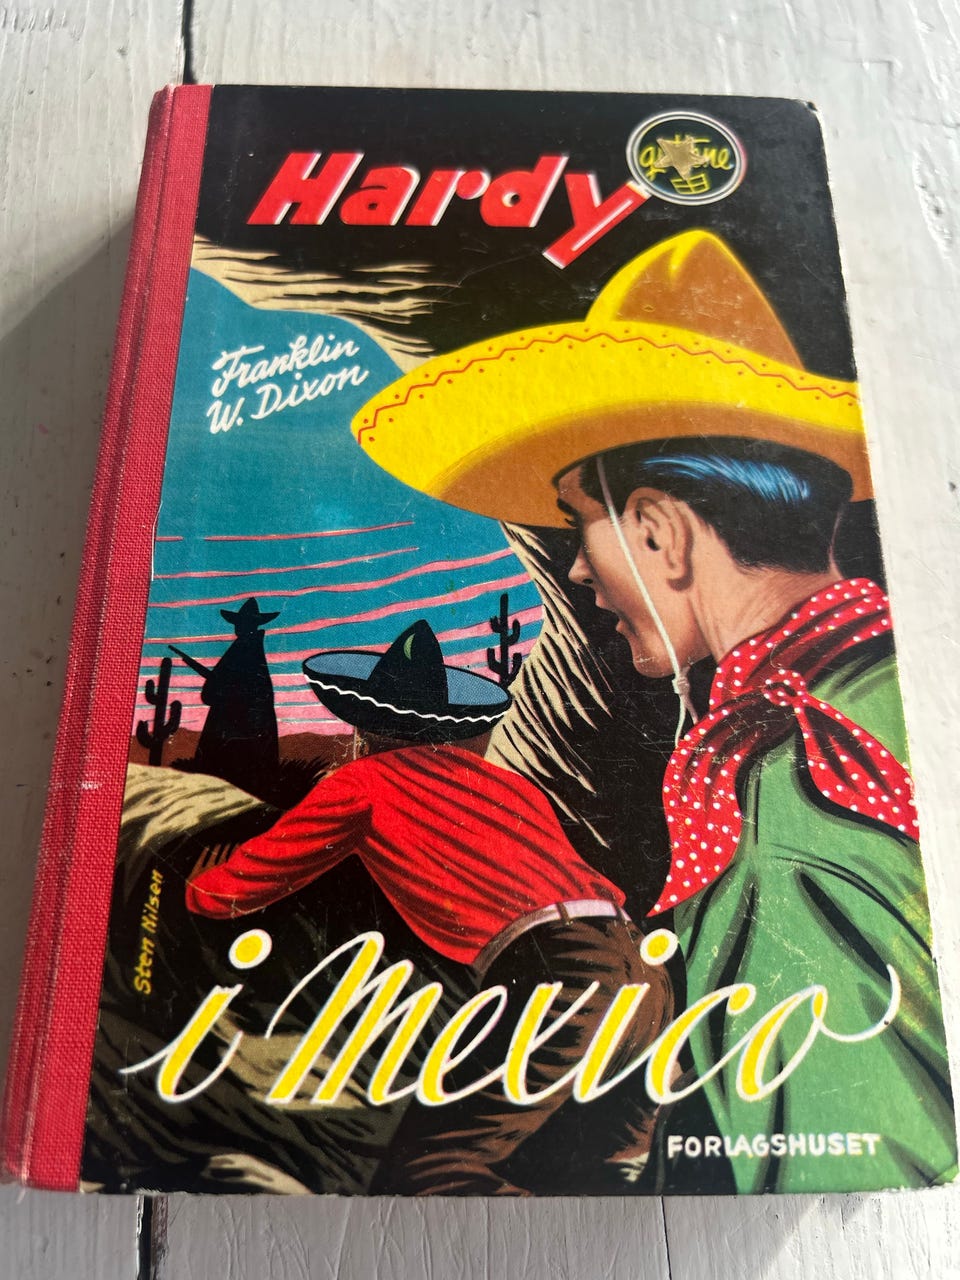 Hardy
Franklin
W. Dixon
Sten Nilsen
i Mexico
FORLAGSHUSET